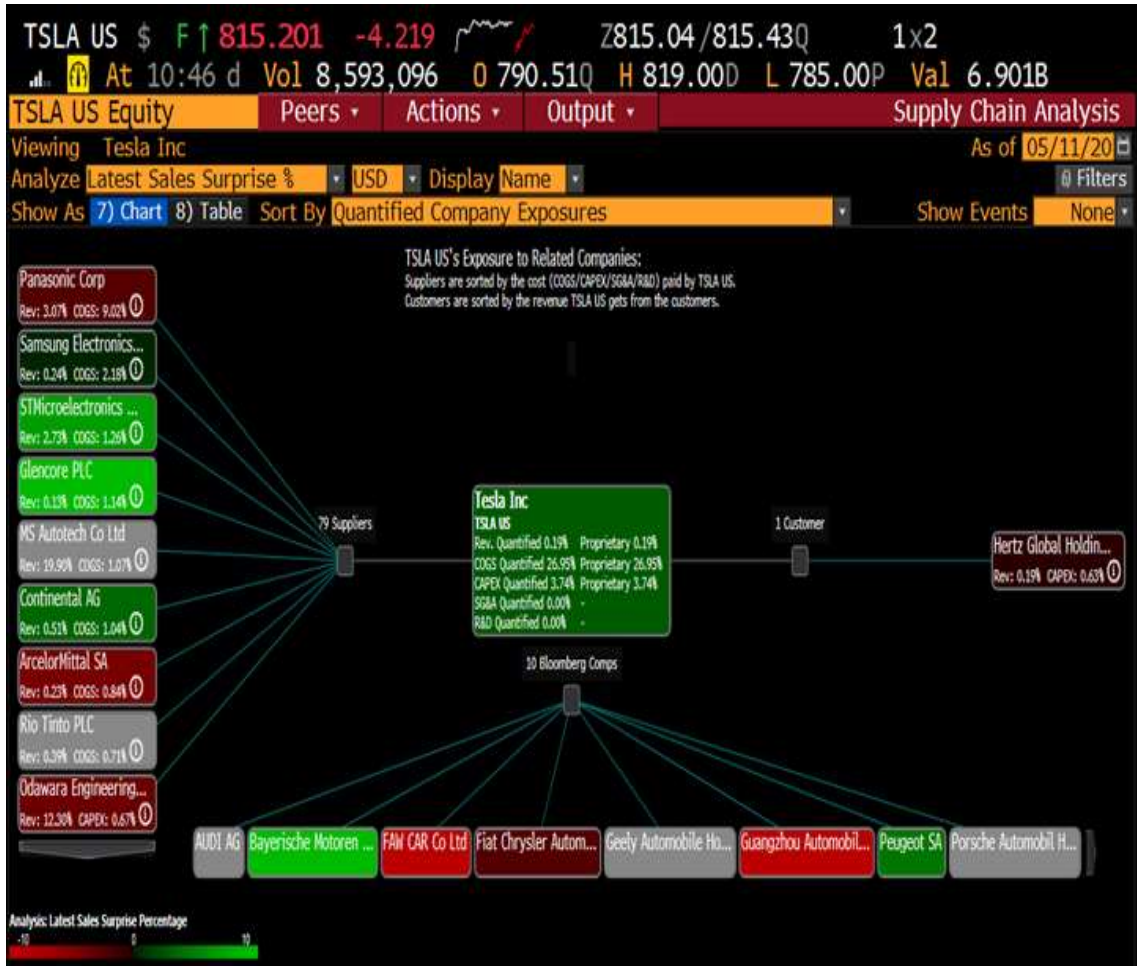 TSLA US $ F↑ 815.201 -4.219 Z815.04/815.43Q 1x2
At 10:46 d Vol 8,593,096 O 790.51Q H 819.00D L 785.00P Val 6.901B
TSLA US Equity Peers Actions Output Supply Chain Analysis
Viewing Tesla Inc As of 05/11/20
Analyze Latest Sales Surprise % USD Display Name Filters
Show As 7) Chart 8) Table Sort By Quantified Company Exposures Show Events None
TSLA US's Exposure to Related Companies:
Suppliers are sorted by the cost (COGS/CAPEX/SG&A/R&D) paid by TSLA US.
Customers are sorted by the revenue TSLA US gets from the customers.
Panasonic Corp
Rev: 3.07% COGS: 9.02%
Samsung Electronics...
Rev: 0.24% COGS: 2.18%
STMicroelectronics ...
Rev: 2.73% COGS: 1.26%
Glencore PLC
Rev: 0.13% COGS: 1.14%
MS Autotech Co Ltd
Rev: 19.90% COGS: 1.07%
Continental AG
Rev: 0.51% COGS: 1.04%
ArcelorMittal SA
Rev: 0.23% COGS: 0.84%
Rio Tinto PLC
Rev: 0.39% COGS: 0.71%
Odawara Engineering...
Rev: 12.30% CAPEX: 0.67%
79 Suppliers
Tesla Inc
TSLA US
Rev. Quantified 0.19% Proprietary 0.19%
COGS Quantified 26.95% Proprietary 26.95%
CAPEX Quantified 3.74% Proprietary 3.74%
SG&A Quantified 0.00% -
R&D Quantified 0.00% -
1 Customer
Hertz Global Holdin...
Rev: 0.19% CAPEX: 0.63%
10 Bloomberg Comps
AUDI AG
Bayerische Motoren ...
FAW CAR Co Ltd
Fiat Chrysler Autom...
Geely Automobile Ho...
Guangzhou Automobil...
Peugeot SA
Porsche Automobil H...
Analysis: Latest Sales Surprise Percentage
-10 0 10